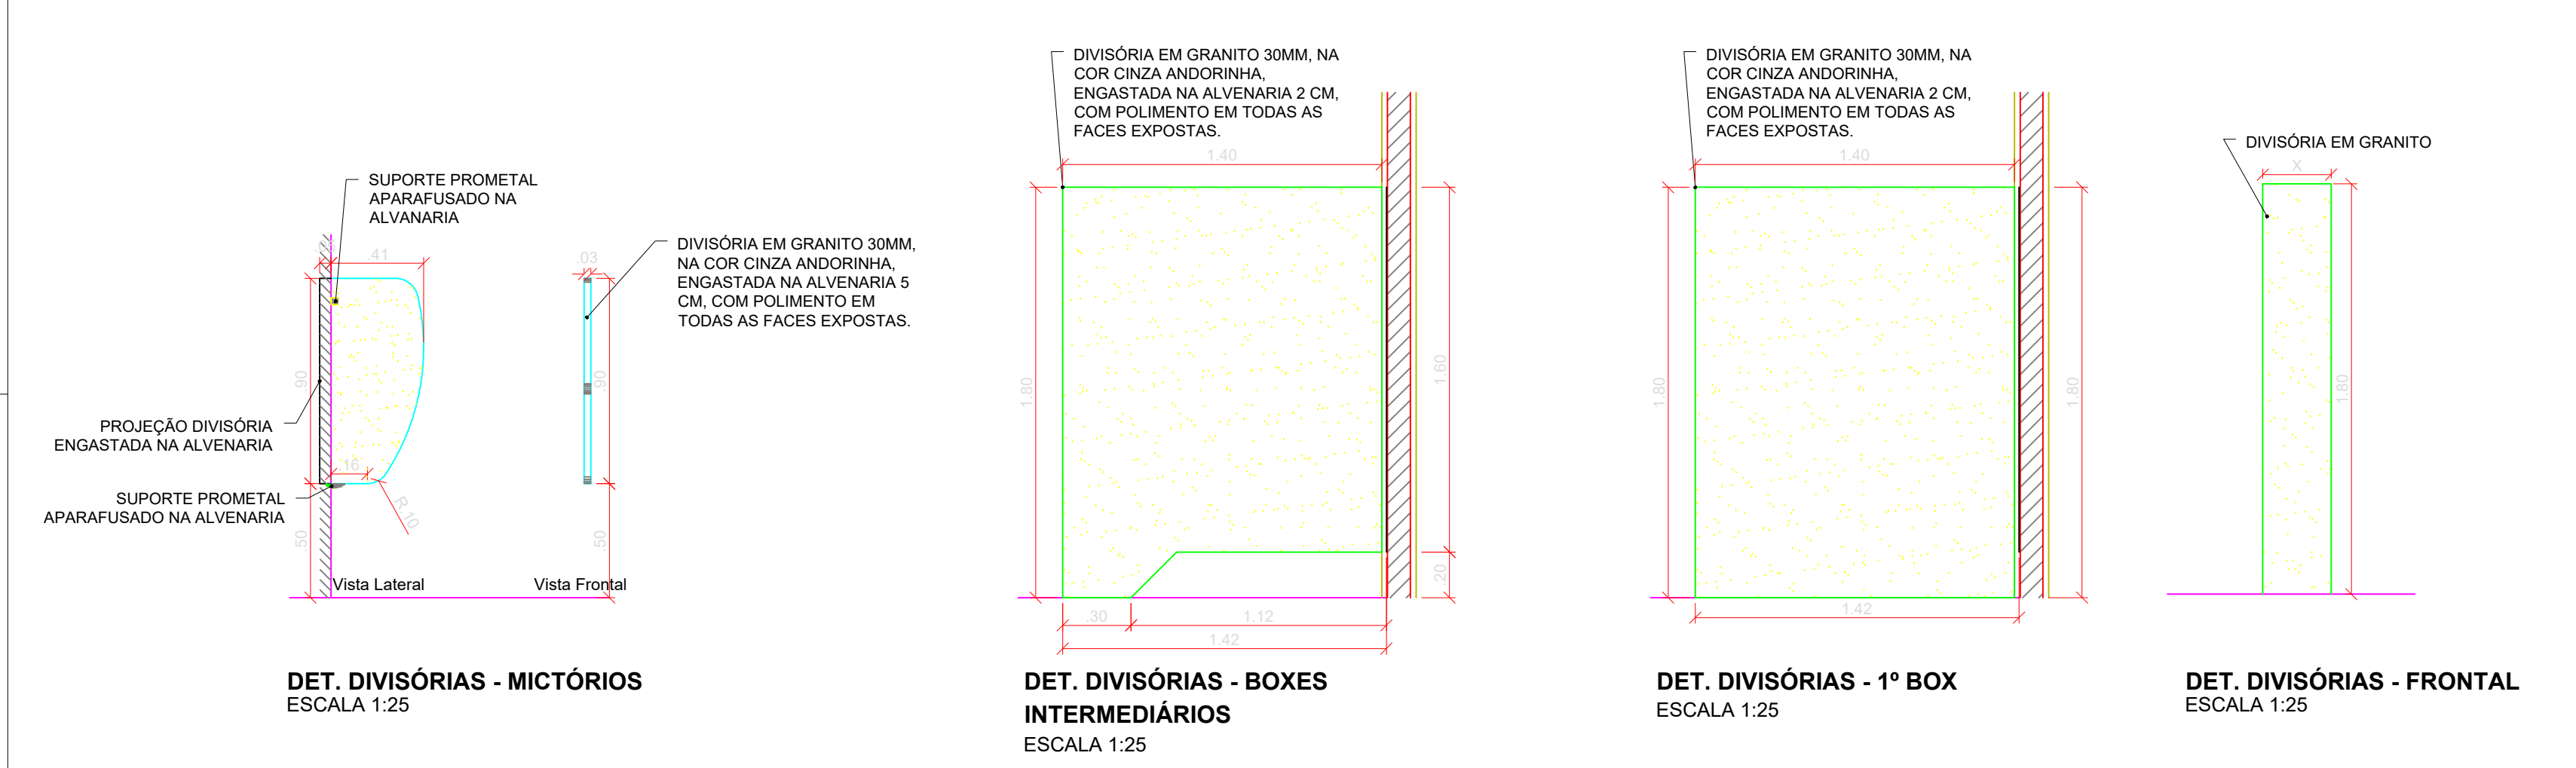 SUPORTE PROMETAL
APARAFUSADO NA
ALVANARIA
.41
.90
PROJEÇÃO DIVISÓRIA
ENGASTADA NA ALVENARIA
.16
SUPORTE PROMETAL
APARAFUSADO NA ALVENARIA
R.10
.50
Vista Lateral
.03
DIVISÓRIA EM GRANITO 30MM,
NA COR CINZA ANDORINHA,
ENGASTADA NA ALVENARIA 5
CM, COM POLIMENTO EM
TODAS AS FACES EXPOSTAS.
.90
.50
Vista Frontal
DET. DIVISÓRIAS - MICTÓRIOS
ESCALA 1:25
DIVISÓRIA EM GRANITO 30MM, NA
COR CINZA ANDORINHA,
ENGASTADA NA ALVENARIA 2 CM,
COM POLIMENTO EM TODAS AS
FACES EXPOSTAS.
1.40
1.80
1.60
.20
.30
1.12
1.42
DET. DIVISÓRIAS - BOXES
INTERMEDIÁRIOS
ESCALA 1:25
DIVISÓRIA EM GRANITO 30MM, NA
COR CINZA ANDORINHA,
ENGASTADA NA ALVENARIA 2 CM,
COM POLIMENTO EM TODAS AS
FACES EXPOSTAS.
1.40
1.80
1.80
1.42
DET. DIVISÓRIAS - 1º BOX
ESCALA 1:25
DIVISÓRIA EM GRANITO
X
1.80
DET. DIVISÓRIAS - FRONTAL
ESCALA 1:25